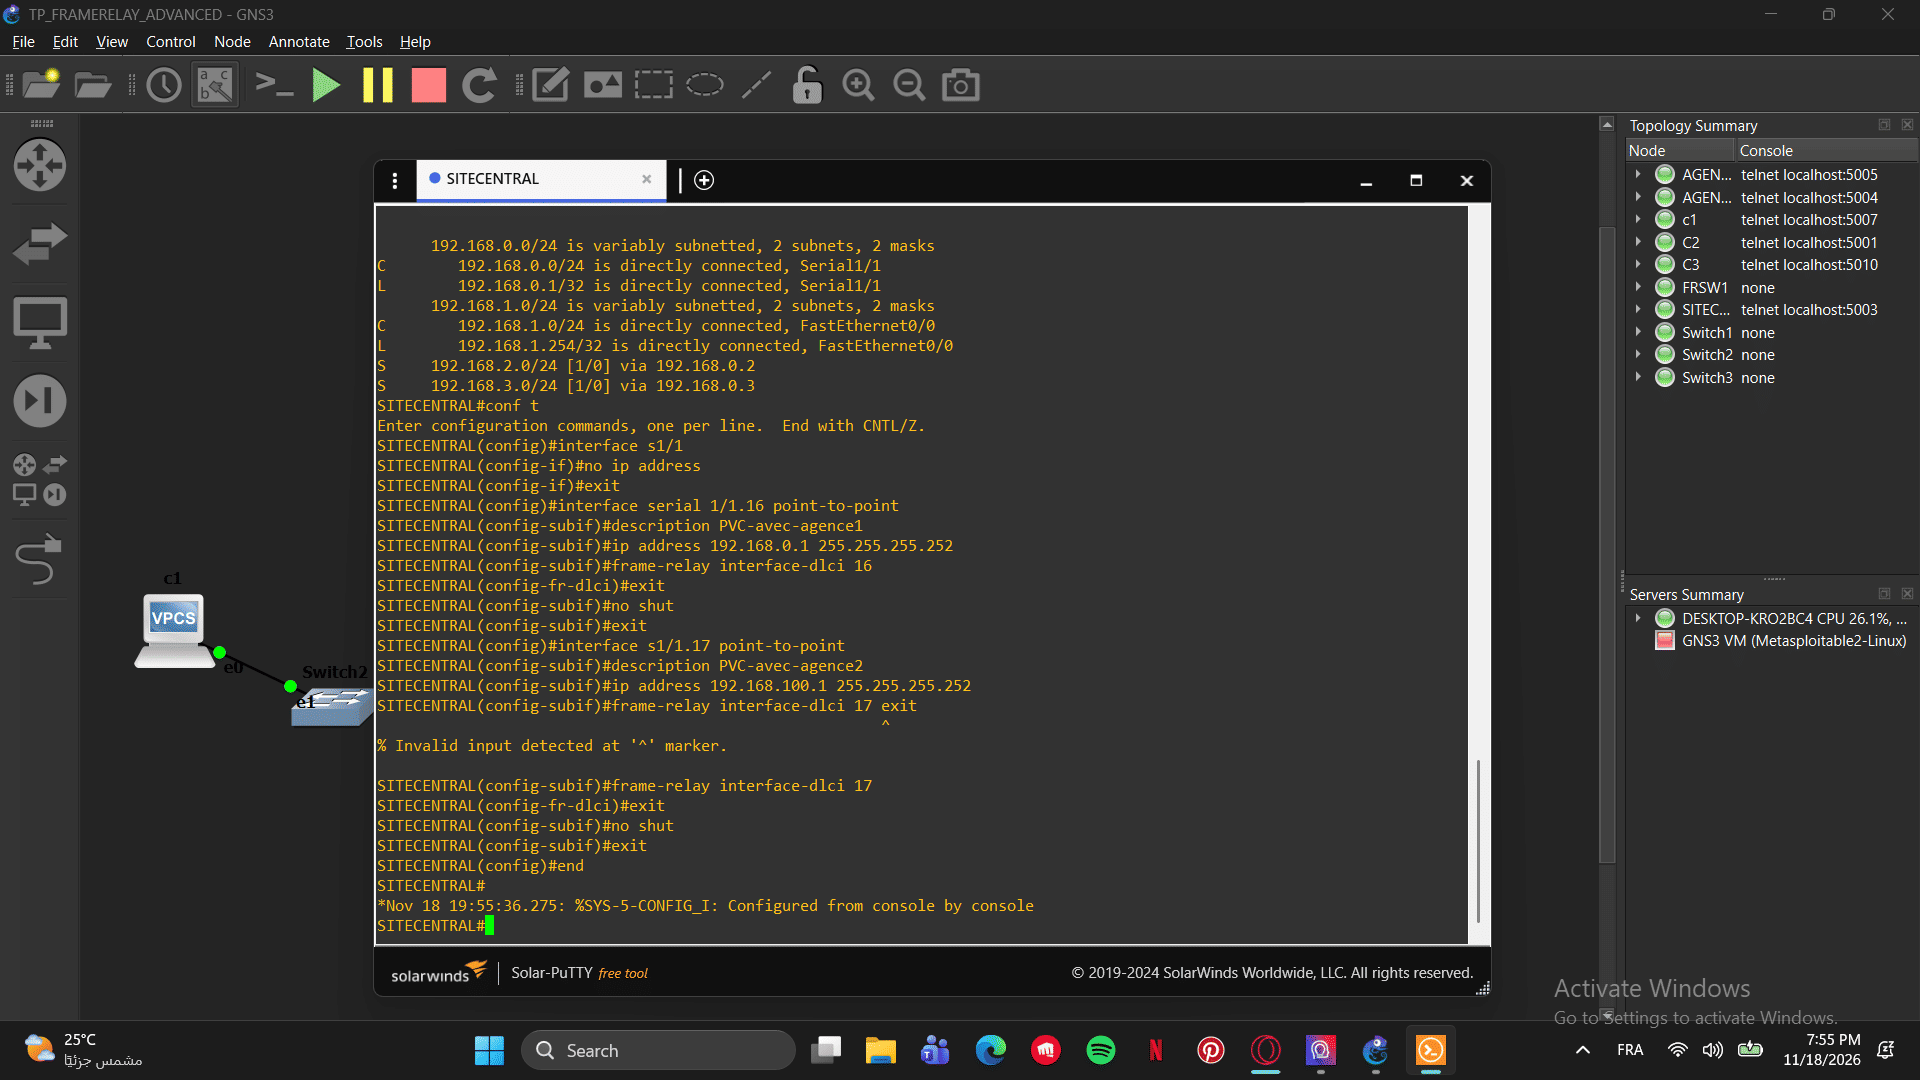 TP_FRAMERELAY_ADVANCED - GNS3
File Edit View Control Node Annotate Tools Help
SITECENTRAL
192.168.0.0/24 is variably subnetted, 2 subnets, 2 masks
C 192.168.0.0/24 is directly connected, Serial1/1
L 192.168.0.1/32 is directly connected, Serial1/1
192.168.1.0/24 is variably subnetted, 2 subnets, 2 masks
C 192.168.1.0/24 is directly connected, FastEthernet0/0
L 192.168.1.254/32 is directly connected, FastEthernet0/0
S 192.168.2.0/24 [1/0] via 192.168.0.2
S 192.168.3.0/24 [1/0] via 192.168.0.3
SITECENTRAL#conf t
Enter configuration commands, one per line.  End with CNTL/Z.
SITECENTRAL(config)#interface s1/1
SITECENTRAL(config-if)#no ip address
SITECENTRAL(config-if)#exit
SITECENTRAL(config)#interface serial 1/1.16 point-to-point
SITECENTRAL(config-subif)#description PVC-avec-agence1
SITECENTRAL(config-subif)#ip address 192.168.0.1 255.255.255.252
SITECENTRAL(config-subif)#frame-relay interface-dlci 16
SITECENTRAL(config-fr-dlci)#exit
SITECENTRAL(config-subif)#no shut
SITECENTRAL(config-subif)#exit
SITECENTRAL(config)#interface s1/1.17 point-to-point
SITECENTRAL(config-subif)#description PVC-avec-agence2
SITECENTRAL(config-subif)#ip address 192.168.100.1 255.255.255.252
SITECENTRAL(config-subif)#frame-relay interface-dlci 17 exit
^
% Invalid input detected at '^' marker.
SITECENTRAL(config-subif)#frame-relay interface-dlci 17
SITECENTRAL(config-fr-dlci)#exit
SITECENTRAL(config-subif)#no shut
SITECENTRAL(config-subif)#exit
SITECENTRAL(config)#end
SITECENTRAL#
*Nov 18 19:55:36.275: %SYS-5-CONFIG_I: Configured from console by console
SITECENTRAL#
solarwinds Solar-PuTTY free tool © 2019-2024 SolarWinds Worldwide, LLC. All rights reserved.
c1
VPCS
e0
Switch2
e1
Topology Summary
Node Console
AGEN... telnet localhost:5005
AGEN... telnet localhost:5004
c1 telnet localhost:5007
C2 telnet localhost:5001
C3 telnet localhost:5010
FRSW1 none
SITEC... telnet localhost:5003
Switch1 none
Switch2 none
Switch3 none
Servers Summary
DESKTOP-KRO2BC4 CPU 26.1%, ...
GNS3 VM (Metasploitable2-Linux)
Activate Windows
Go to Settings to activate Windows.
25°C
مشمس جزئيًا
Search
FRA
7:55 PM
11/18/2026